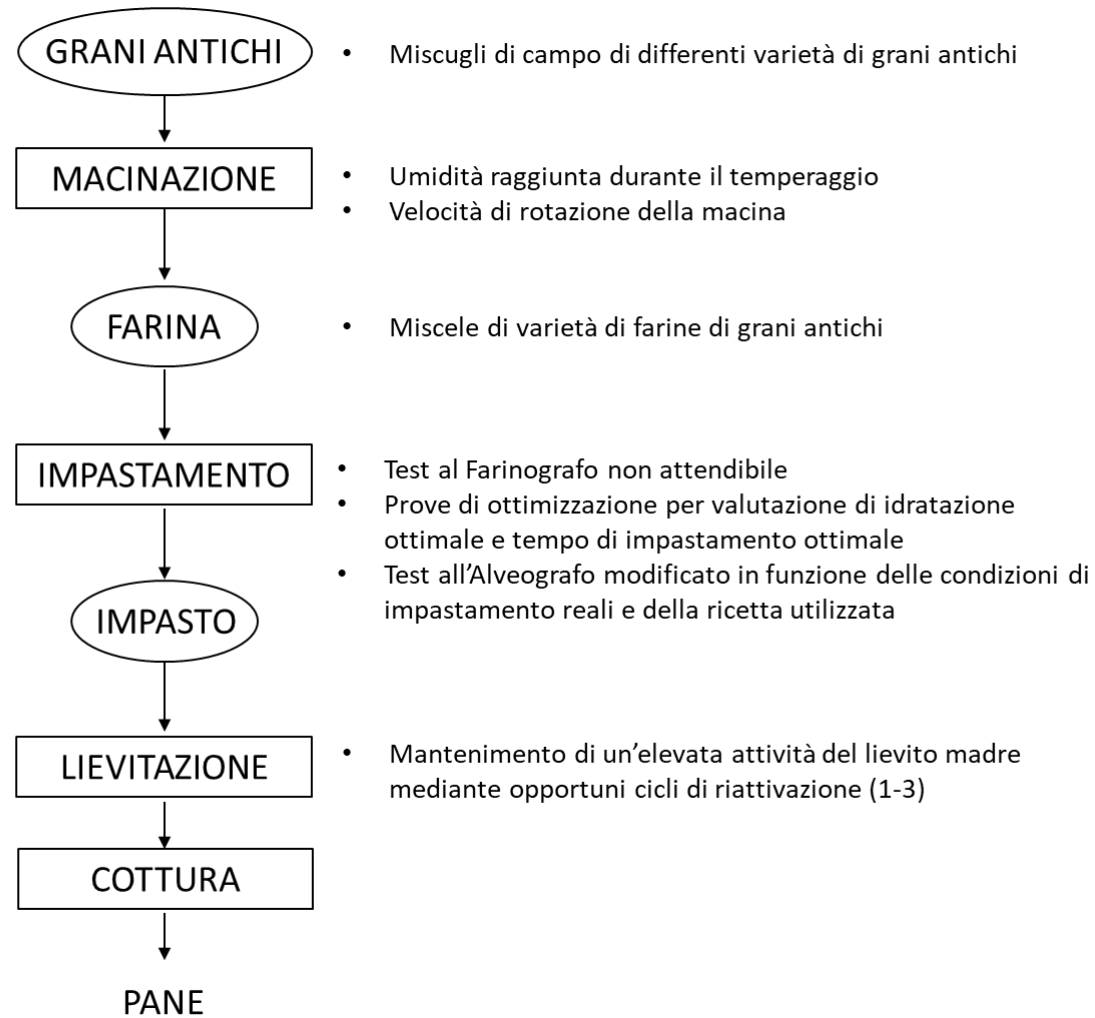 GRANI ANTICHI
• Miscugli di campo di differenti varietà di grani antichi
MACINAZIONE
• Umidità raggiunta durante il temperaggio
• Velocità di rotazione della macina
FARINA
• Miscele di varietà di farine di grani antichi
IMPASTAMENTO
• Test al Farinografo non attendibile
• Prove di ottimizzazione per valutazione di idratazione
ottimale e tempo di impastamento ottimale
• Test all’Alveografo modificato in funzione delle condizioni di
impastamento reali e della ricetta utilizzata
IMPASTO
LIEVITAZIONE
• Mantenimento di un’elevata attività del lievito madre
mediante opportuni cicli di riattivazione (1-3)
COTTURA
PANE